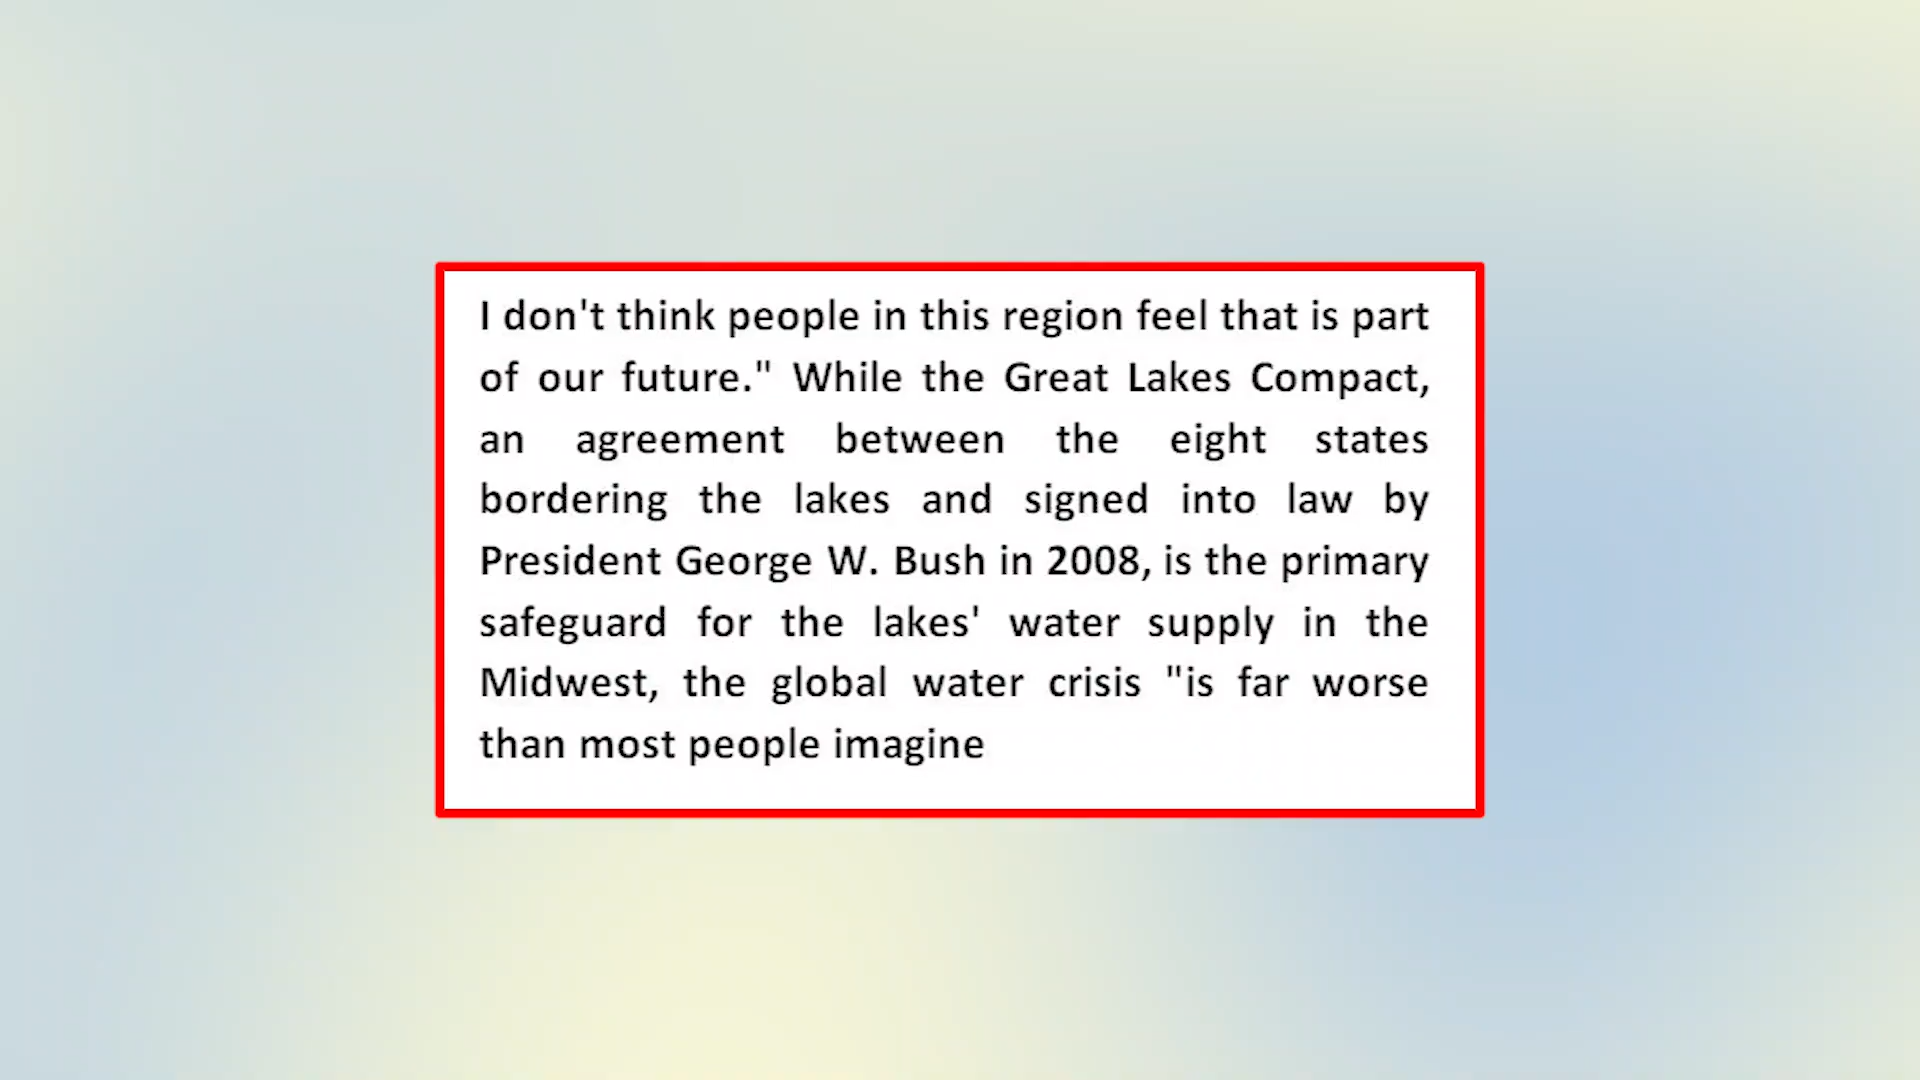 I don't think people in this region feel that is part
of our future." While the Great Lakes Compact,
an agreement between the eight states
bordering the lakes and signed into law by
President George W. Bush in 2008, is the primary
safeguard for the lakes' water supply in the
Midwest, the global water crisis "is far worse
than most people imagine